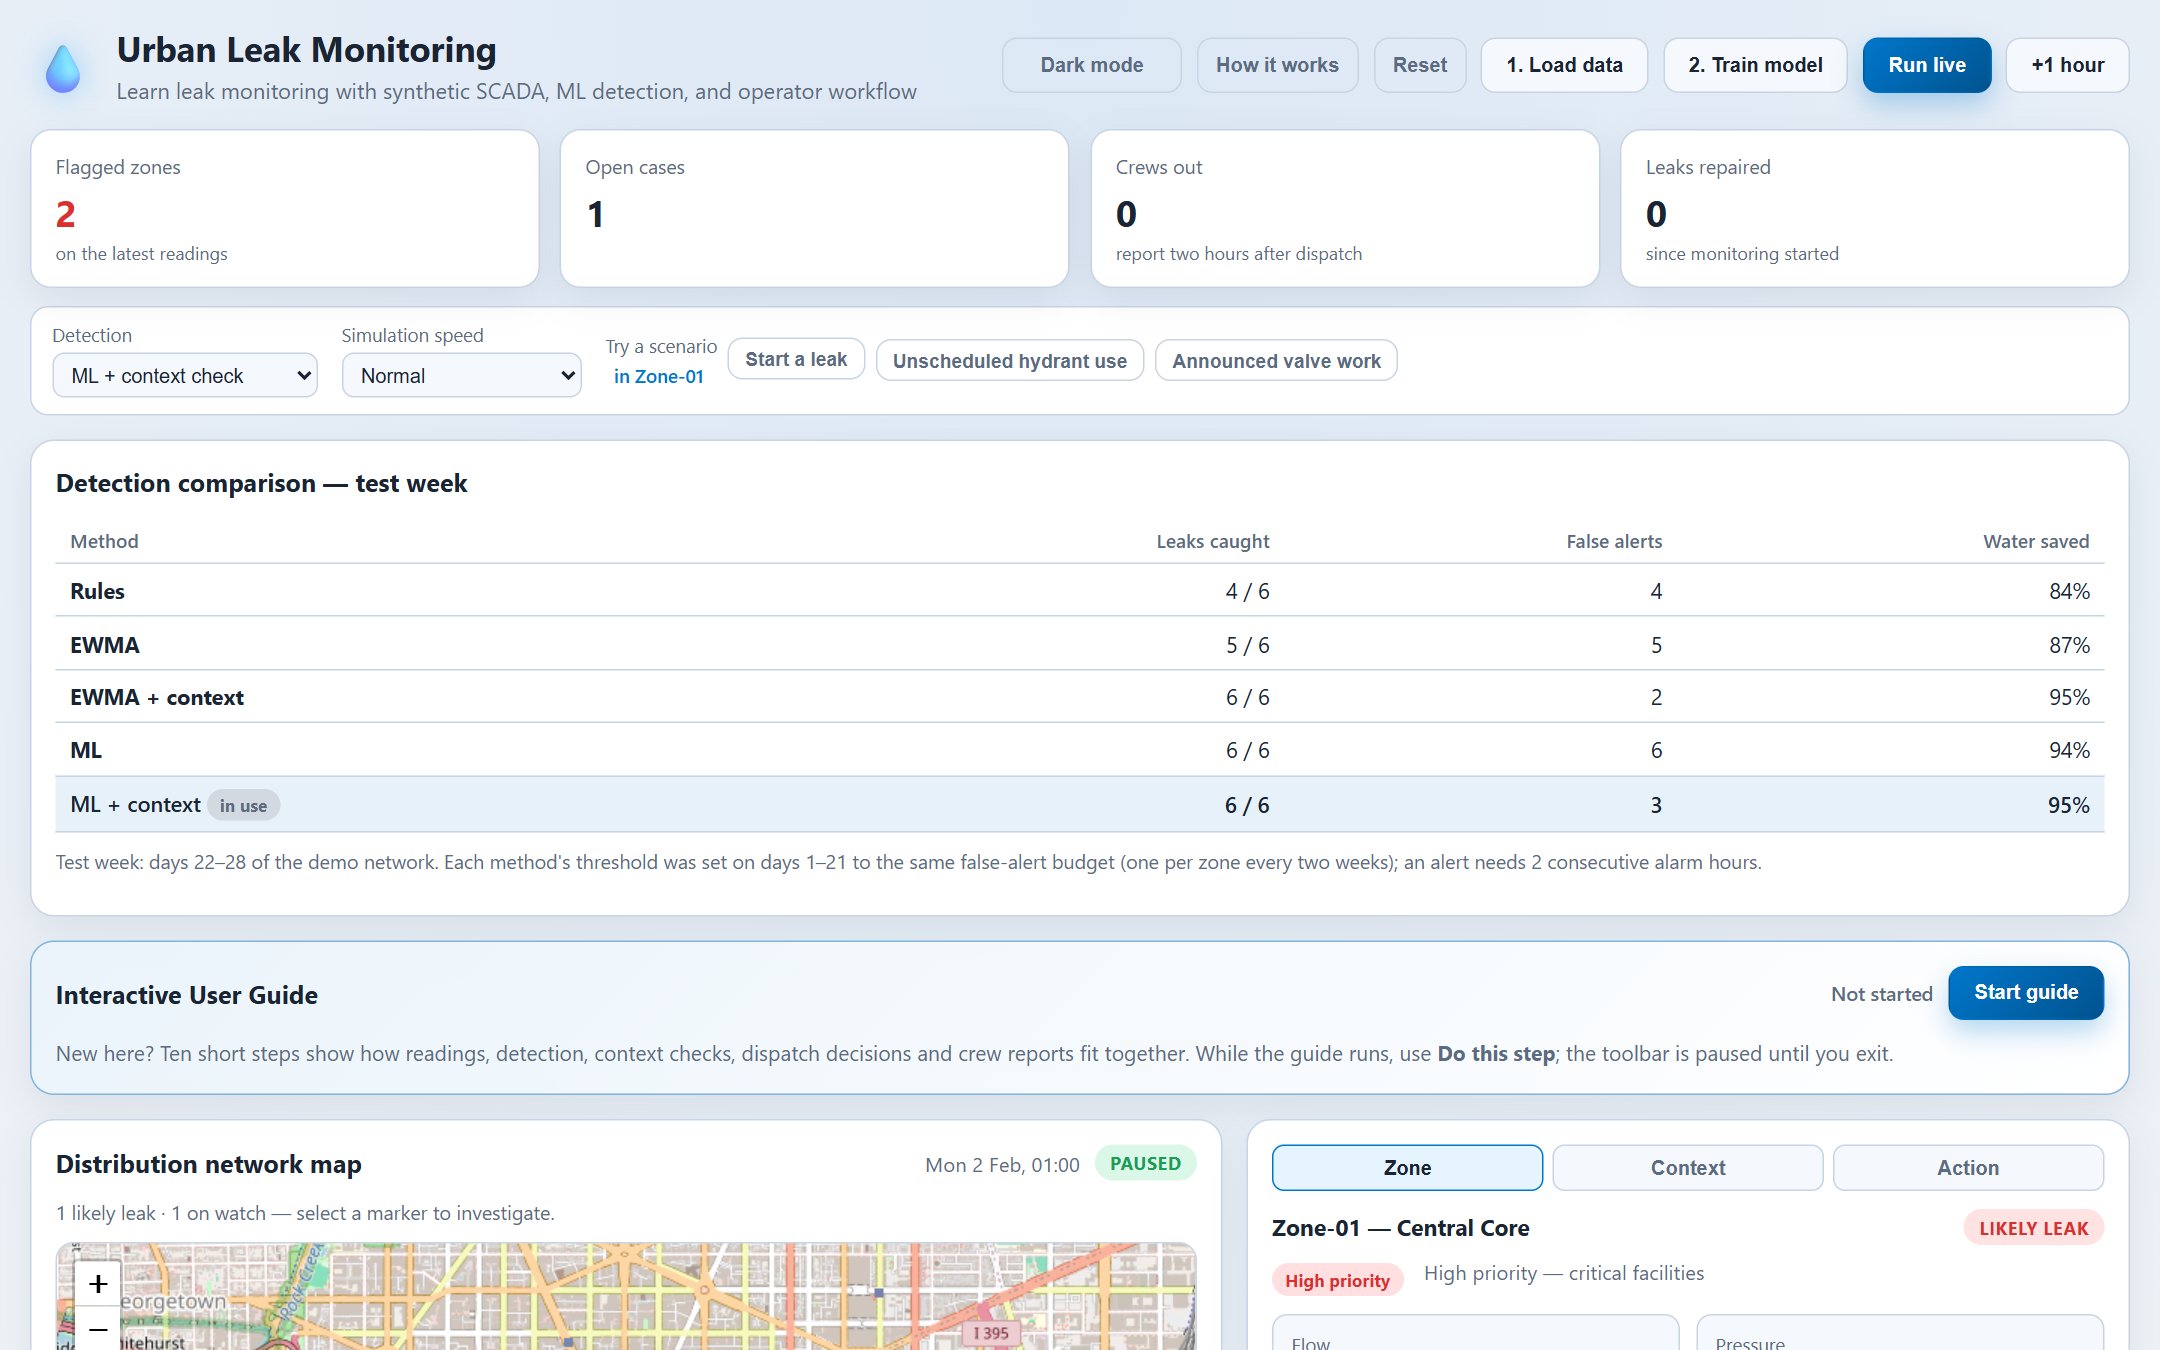 Urban Leak Monitoring
Learn leak monitoring with synthetic SCADA, ML detection, and operator workflow
Dark mode
How it works
Reset
1. Load data
2. Train model
Run live
+1 hour
Flagged zones
2
on the latest readings
Open cases
1
Crews out
0
report two hours after dispatch
Leaks repaired
0
since monitoring started
Detection
ML + context check
Simulation speed
Normal
Try a scenario
in Zone-01
Start a leak
Unscheduled hydrant use
Announced valve work
Detection comparison — test week
Method Leaks caught False alerts Water saved
Rules 4 / 6 4 84%
EWMA 5 / 6 5 87%
EWMA + context 6 / 6 2 95%
ML 6 / 6 6 94%
ML + context in use 6 / 6 3 95%
Test week: days 22–28 of the demo network. Each method's threshold was set on days 1–21 to the same false-alert budget (one per zone every two weeks); an alert needs 2 consecutive alarm hours.
Interactive User Guide
Not started
Start guide
New here? Ten short steps show how readings, detection, context checks, dispatch decisions and crew reports fit together. While the guide runs, use Do this step; the toolbar is paused until you exit.
Distribution network map
Mon 2 Feb, 01:00
PAUSED
1 likely leak · 1 on watch — select a marker to investigate.
+
−
eorgetown
Rock Creek
itehurst
I 395
Zone
Context
Action
Zone-01 — Central Core
LIKELY LEAK
High priority
High priority — critical facilities
Flow
Pressure